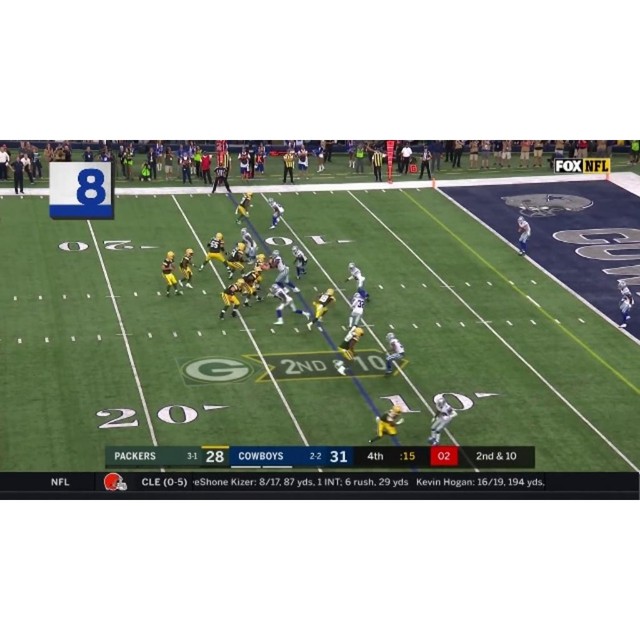 8
FOX NFL
20
10
G
2ND & 10
20
10
PACKERS 3-1 28 COWBOYS 2-2 31 4th :15 02 2nd & 10
NFL CLE (0-5) eShone Kizer: 8/17, 87 yds, 1 INT; 6 rush, 29 yds Kevin Hogan: 16/19, 194 yds,